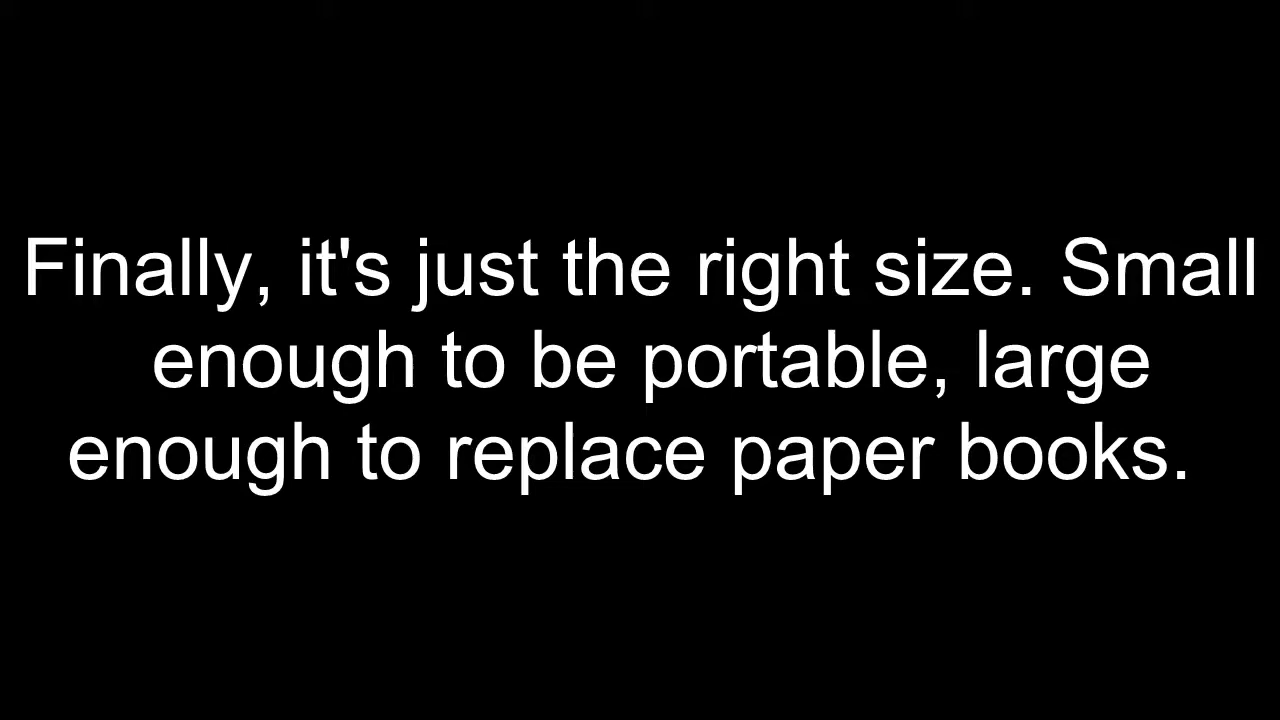 Finally, it's just the right size. Small
enough to be portable, large
enough to replace paper books.